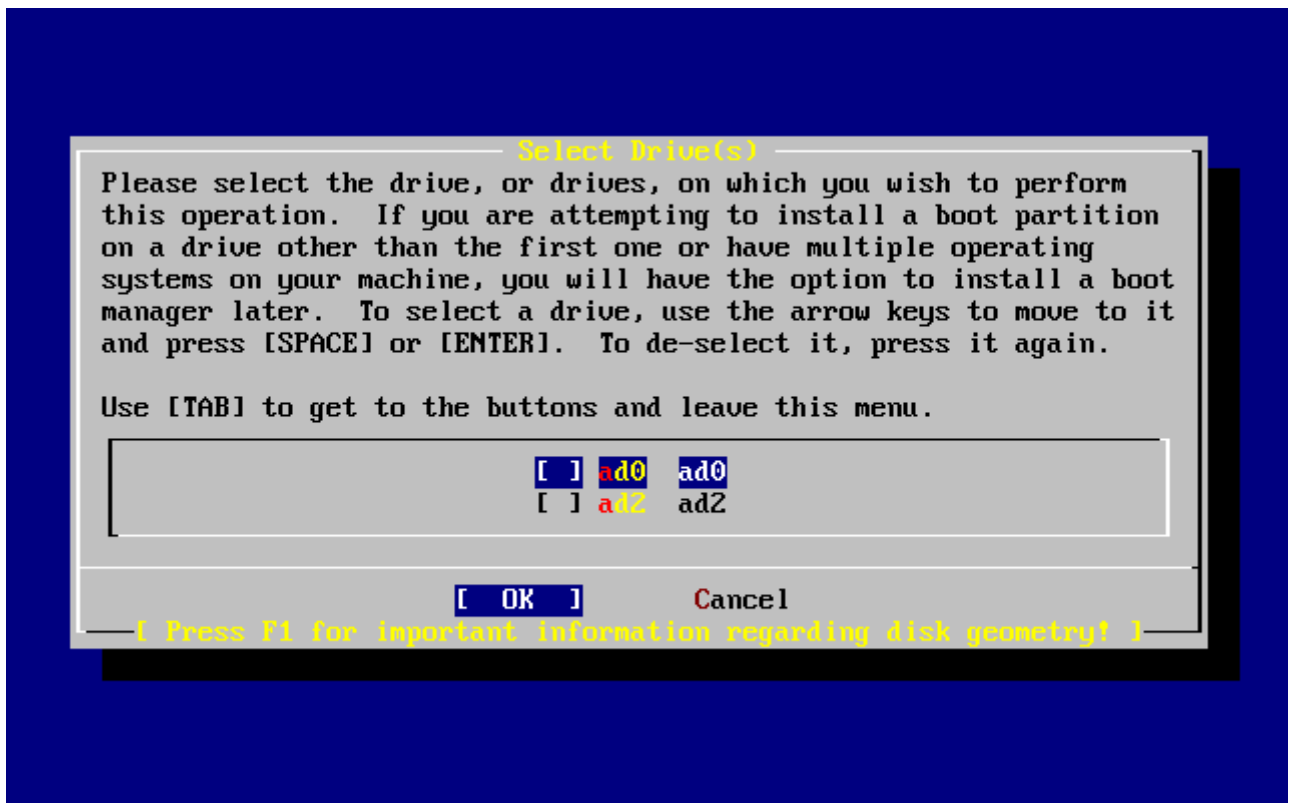 Select Drive(s)
Please select the drive, or drives, on which you wish to perform
this operation.  If you are attempting to install a boot partition
on a drive other than the first one or have multiple operating
systems on your machine, you will have the option to install a boot
manager later.  To select a drive, use the arrow keys to move to it
and press [SPACE] or [ENTER].  To de-select it, press it again.
Use [TAB] to get to the buttons and leave this menu.
[ ] ad0  ad0
[ ] ad2  ad2
[  OK  ]       Cancel
[ Press F1 for important information regarding disk geometry! ]